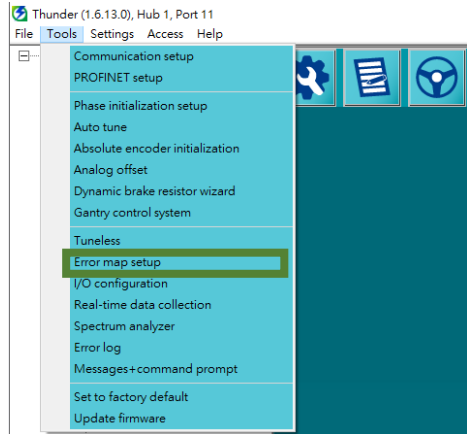 Thunder (1.6.13.0), Hub 1, Port 11
File Tools Settings Access Help
Communication setup
PROFINET setup
Phase initialization setup
Auto tune
Absolute encoder initialization
Analog offset
Dynamic brake resistor wizard
Gantry control system
Tuneless
Error map setup
I/O configuration
Real-time data collection
Spectrum analyzer
Error log
Messages+command prompt
Set to factory default
Update firmware